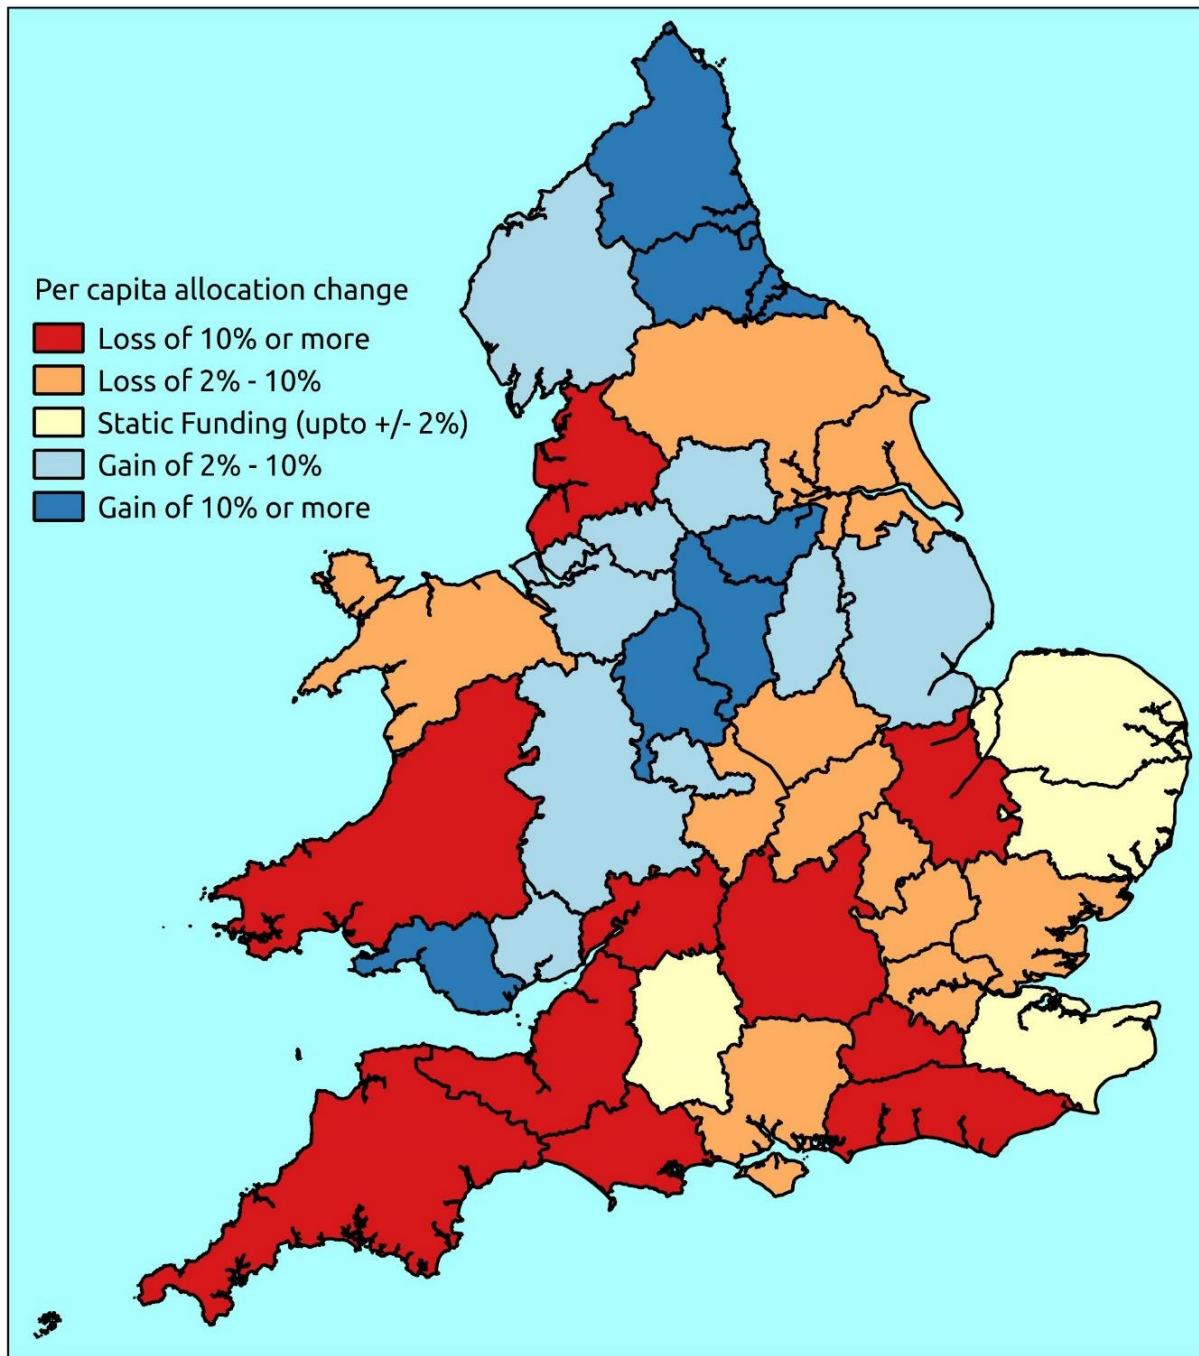 Per capita allocation change
Loss of 10% or more
Loss of 2% - 10%
Static Funding (upto +/- 2%)
Gain of 2% - 10%
Gain of 10% or more